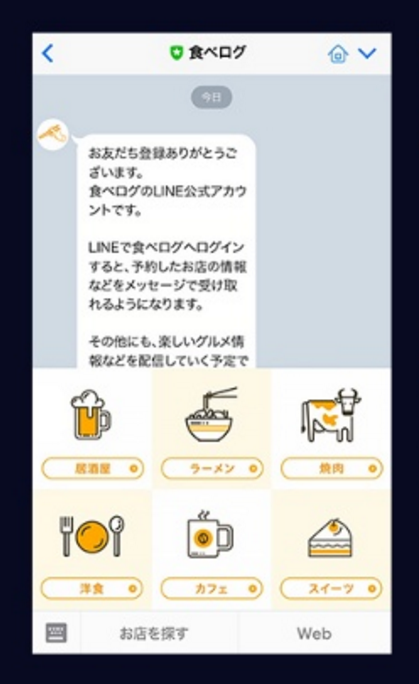 食べログ
今日
お友だち登録ありがとうご
ざいます。
食べログのLINE公式アカウ
ントです。
LINEで食べログへログイン
すると、予約したお店の情報
などをメッセージで受け取
れるようになります。
その他にも、楽しいグルメ情
報などを配信していく予定で
居酒屋
ラーメン
焼肉
洋食
カフェ
スイーツ
お店を探す
Web